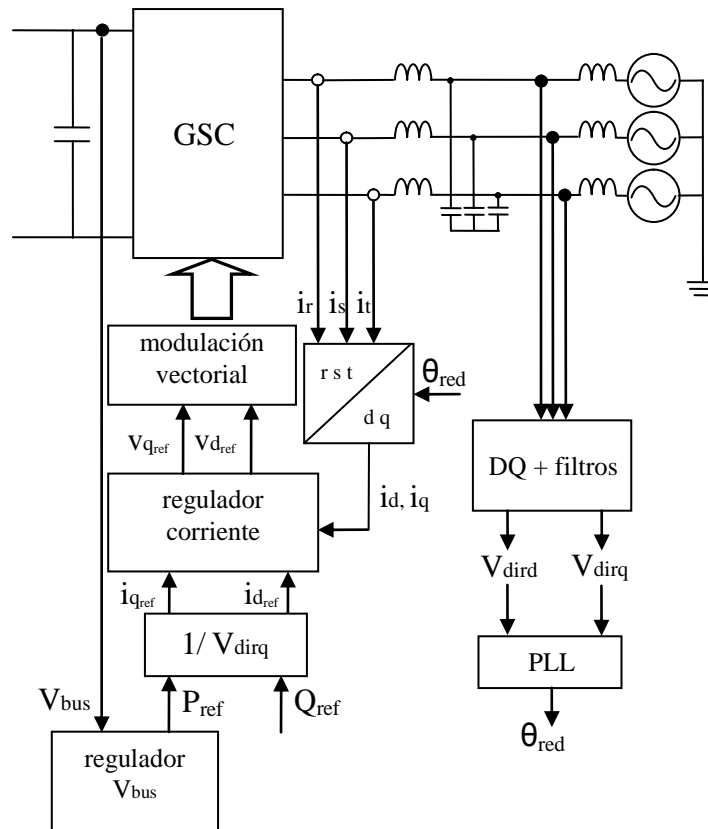 GSC
ir is it
modulación
vectorial
r s t
d q
θred
vqref vdref
DQ + filtros
regulador
corriente
id, iq
Vdird Vdirq
iqref idref
1/ Vdirq
PLL
Vbus Pref Qref
θred
regulador
Vbus